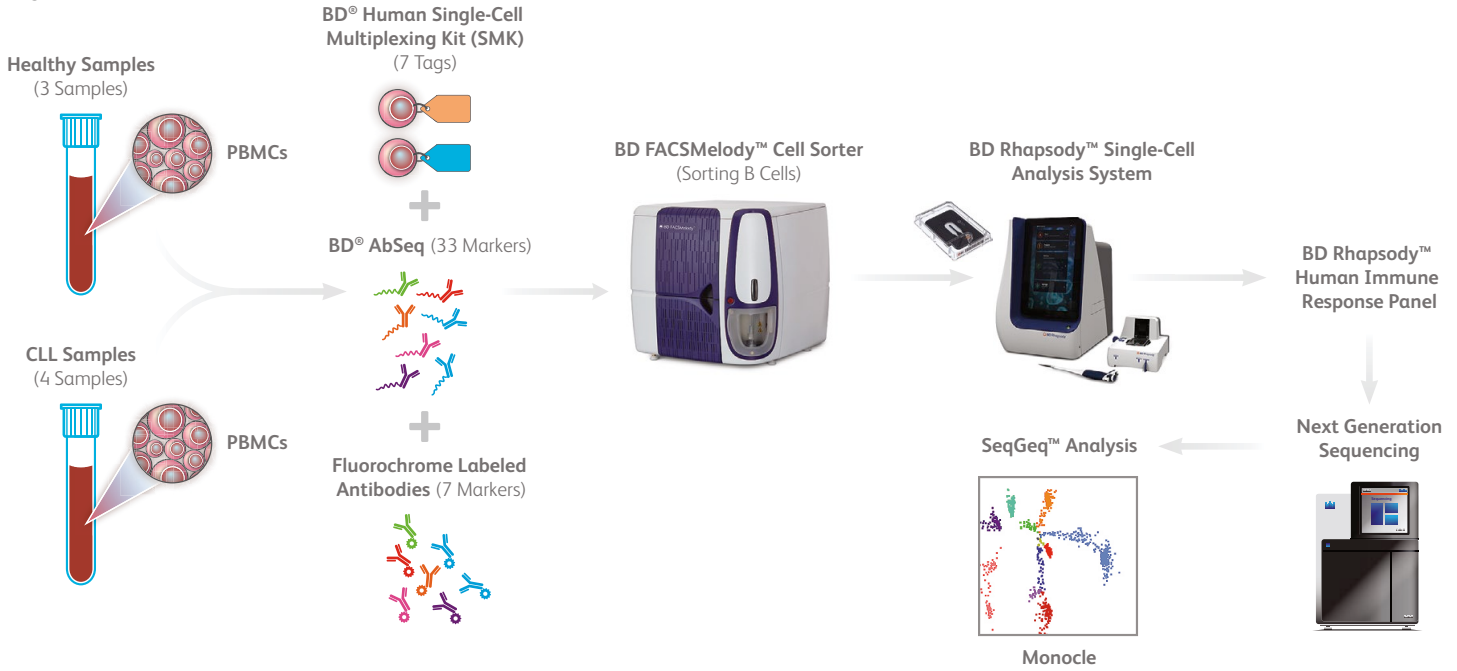 Healthy Samples
(3 Samples)
PBMCs
CLL Samples
(4 Samples)
PBMCs
BD® Human Single-Cell
Multiplexing Kit (SMK)
(7 Tags)
+
BD® AbSeq (33 Markers)
+
Fluorochrome Labeled
Antibodies (7 Markers)
BD FACSMelody™ Cell Sorter
(Sorting B Cells)
BD Rhapsody™ Single-Cell
Analysis System
BD Rhapsody™
Human Immune
Response Panel
Next Generation
Sequencing
SeqGeq™ Analysis
Monocle